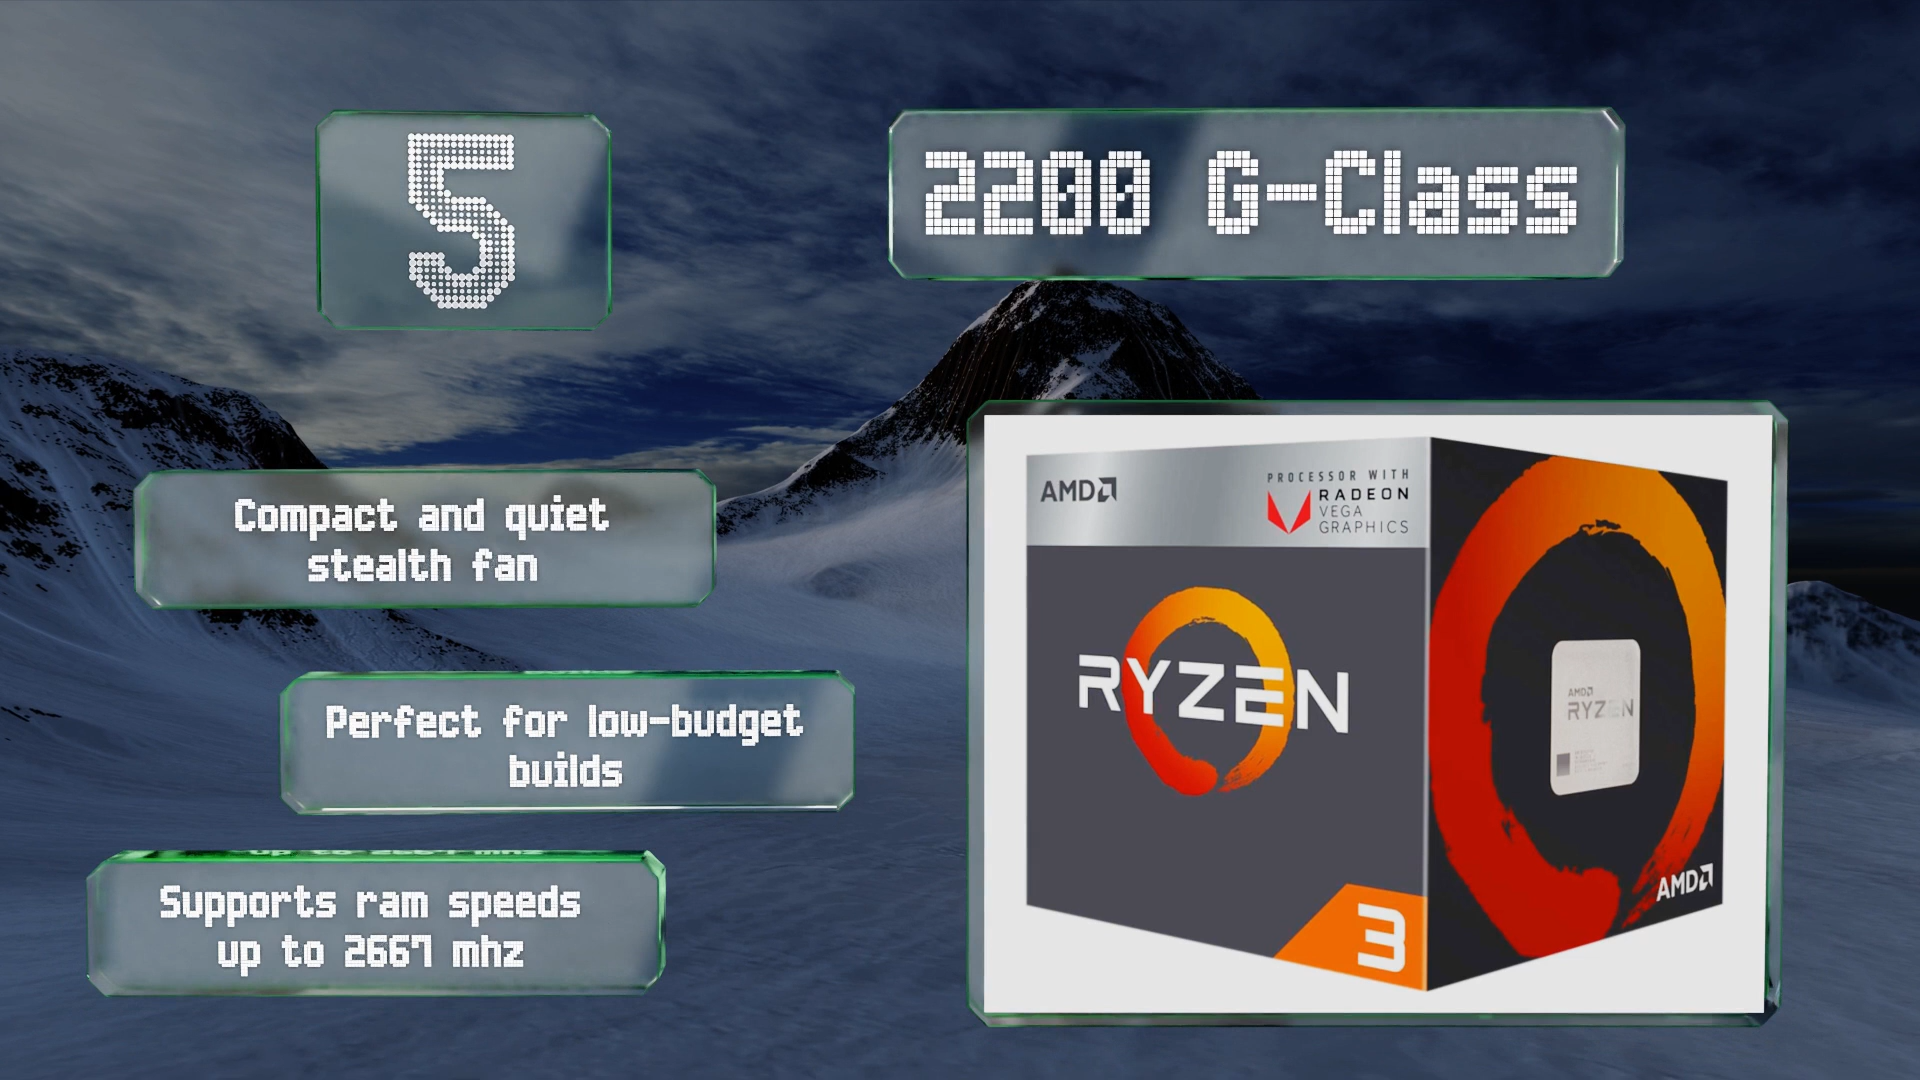 5
2200 G-Class
Compact and quiet
stealth fan
Perfect for low-budget
builds
Supports ram speeds
up to 2667 mhz
AMD
PROCESSOR WITH
RADEON
VEGA
GRAPHICS
RYZEN
3
AMD
RYZEN
AMD